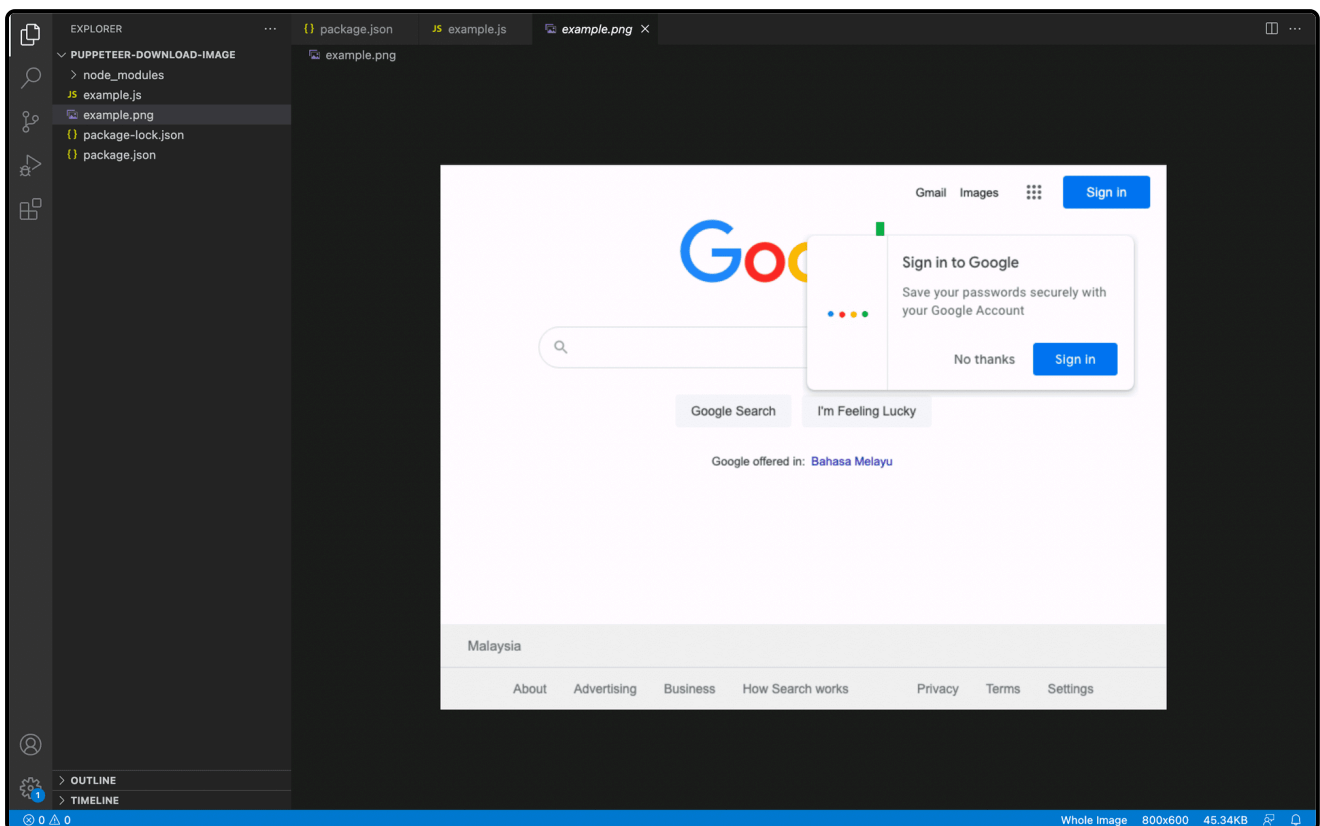 EXPLORER
PUPPETEER-DOWNLOAD-IMAGE
node_modules
JS example.js
example.png
{} package-lock.json
{} package.json
OUTLINE
TIMELINE
{} package.json JS example.js example.png
example.png
Gmail Images Sign in
Goo
Sign in to Google
Save your passwords securely with
your Google Account
No thanks Sign in
Google Search I'm Feeling Lucky
Google offered in: Bahasa Melayu
Malaysia
About Advertising Business How Search works Privacy Terms Settings
1
0 0 Whole Image 800x600 45.34KB